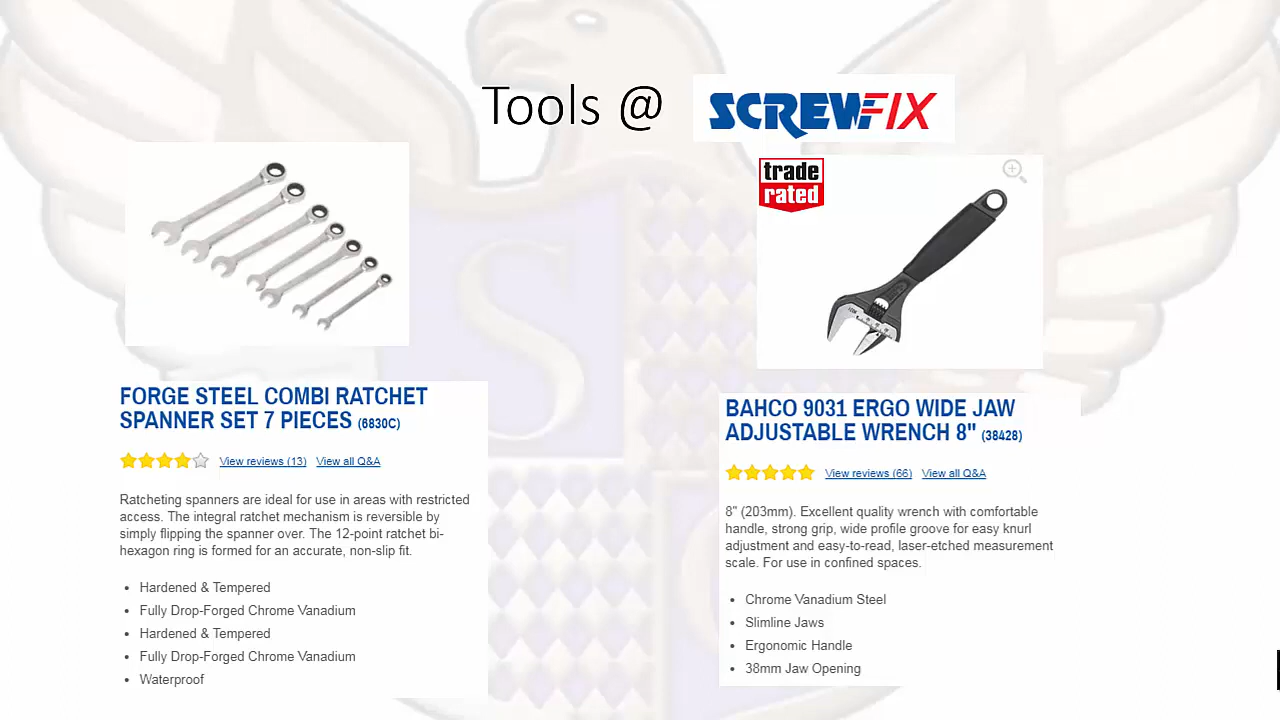 Tools @ SCREWFIX
trade
rated
FORGE STEEL COMBI RATCHET
SPANNER SET 7 PIECES (6830C)
View reviews (13) View all Q&A
Ratcheting spanners are ideal for use in areas with restricted
access. The integral ratchet mechanism is reversible by
simply flipping the spanner over. The 12-point ratchet bi-
hexagon ring is formed for an accurate, non-slip fit.
• Hardened & Tempered
• Fully Drop-Forged Chrome Vanadium
• Hardened & Tempered
• Fully Drop-Forged Chrome Vanadium
• Waterproof
BAHCO 9031 ERGO WIDE JAW
ADJUSTABLE WRENCH 8" (38428)
View reviews (66) View all Q&A
8" (203mm). Excellent quality wrench with comfortable
handle, strong grip, wide profile groove for easy knurl
adjustment and easy-to-read, laser-etched measurement
scale. For use in confined spaces.
• Chrome Vanadium Steel
• Slimline Jaws
• Ergonomic Handle
• 38mm Jaw Opening
S